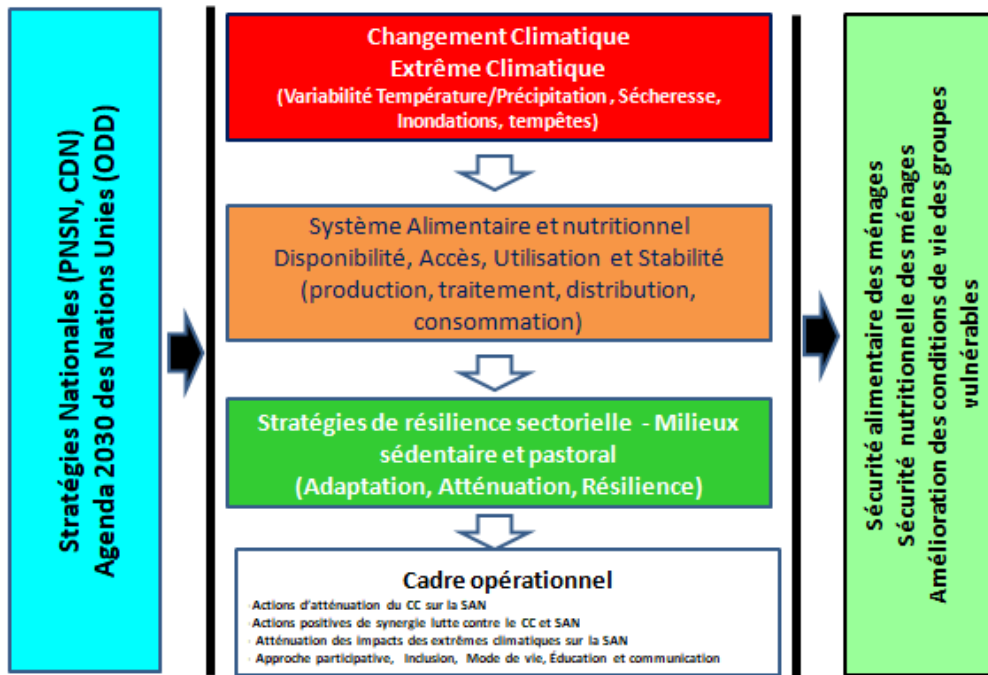 Stratégies Nationales (PNSN, CDN)
Agenda 2030 des Nations Unies (ODD)
Changement Climatique
Extrême Climatique
(Variabilité Température/Précipitation, Sécheresse,
Inondations, tempêtes)
Système Alimentaire et nutritionnel
Disponibilité, Accès, Utilisation et Stabilité
(production, traitement, distribution,
consommation)
Stratégies de résilience sectorielle - Milieux
sédentaire et pastoral
(Adaptation, Atténuation, Résilience)
Cadre opérationnel
· Actions d'atténuation du CC sur la SAN
· Actions positives de synergie lutte contre le CC et SAN
· Atténuation des impacts des extrêmes climatiques sur la SAN
· Approche participative, Inclusion, Mode de vie, Éducation et communication
Sécurité alimentaire des ménages
Sécurité nutritionnelle des ménages
Amélioration des conditions de vie des groupes
vulnérables